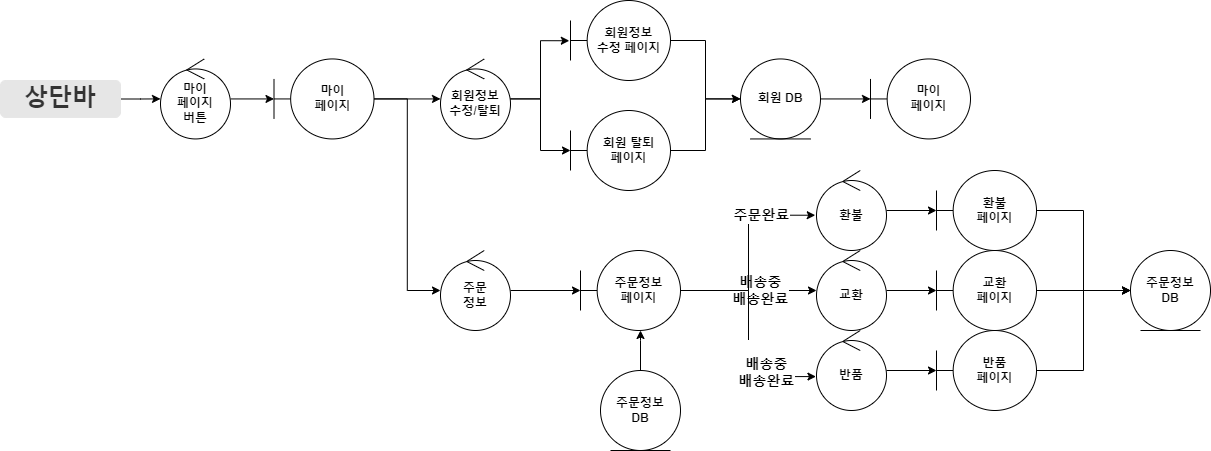 상단바
마이
페이지
버튼
마이
페이지
회원정보
수정/탈퇴
회원정보
수정 페이지
회원 탈퇴
페이지
회원 DB
마이
페이지
주문
정보
주문정보
페이지
주문정보
DB
주문완료
환불
환불
페이지
배송중
배송완료
교환
교환
페이지
배송중
배송완료
반품
반품
페이지
주문정보
DB